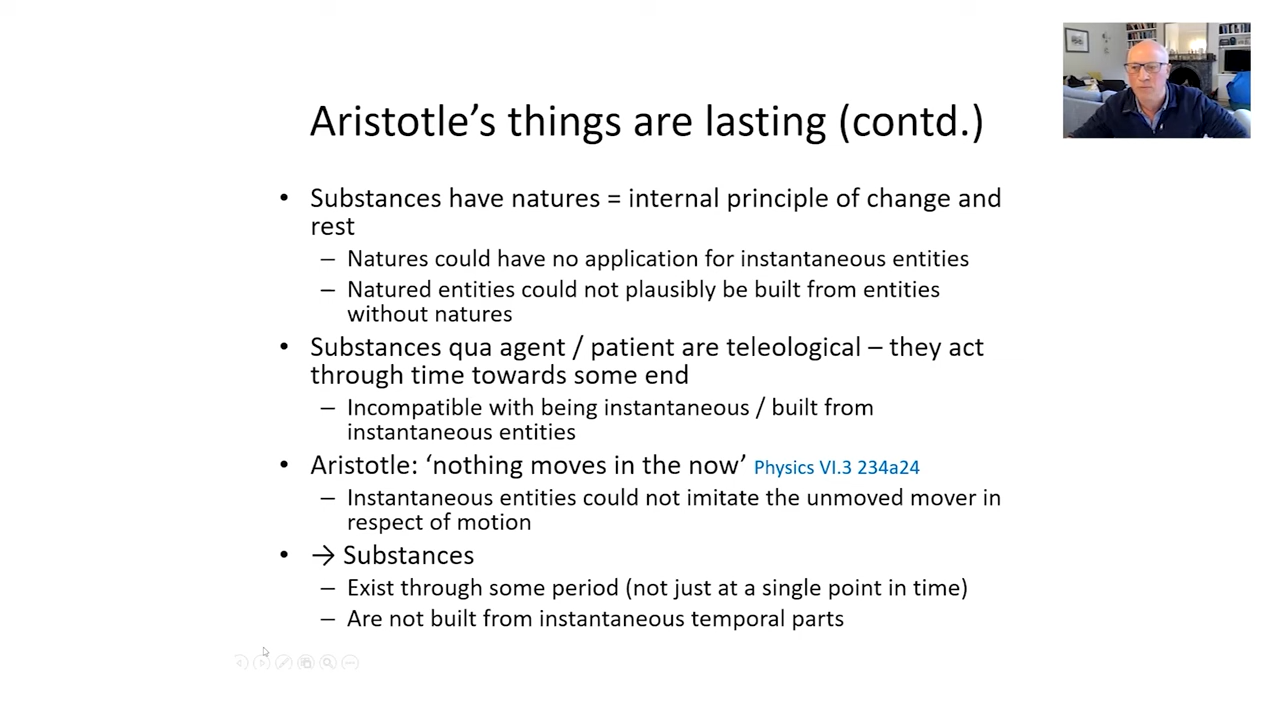 Aristotle's things are lasting (contd.)
• Substances have natures = internal principle of change and
rest
– Natures could have no application for instantaneous entities
– Natured entities could not plausibly be built from entities
without natures
• Substances qua agent / patient are teleological – they act
through time towards some end
– Incompatible with being instantaneous / built from
instantaneous entities
• Aristotle: ‘nothing moves in the now’ Physics VI.3 234a24
– Instantaneous entities could not imitate the unmoved mover in
respect of motion
• → Substances
– Exist through some period (not just at a single point in time)
– Are not built from instantaneous temporal parts